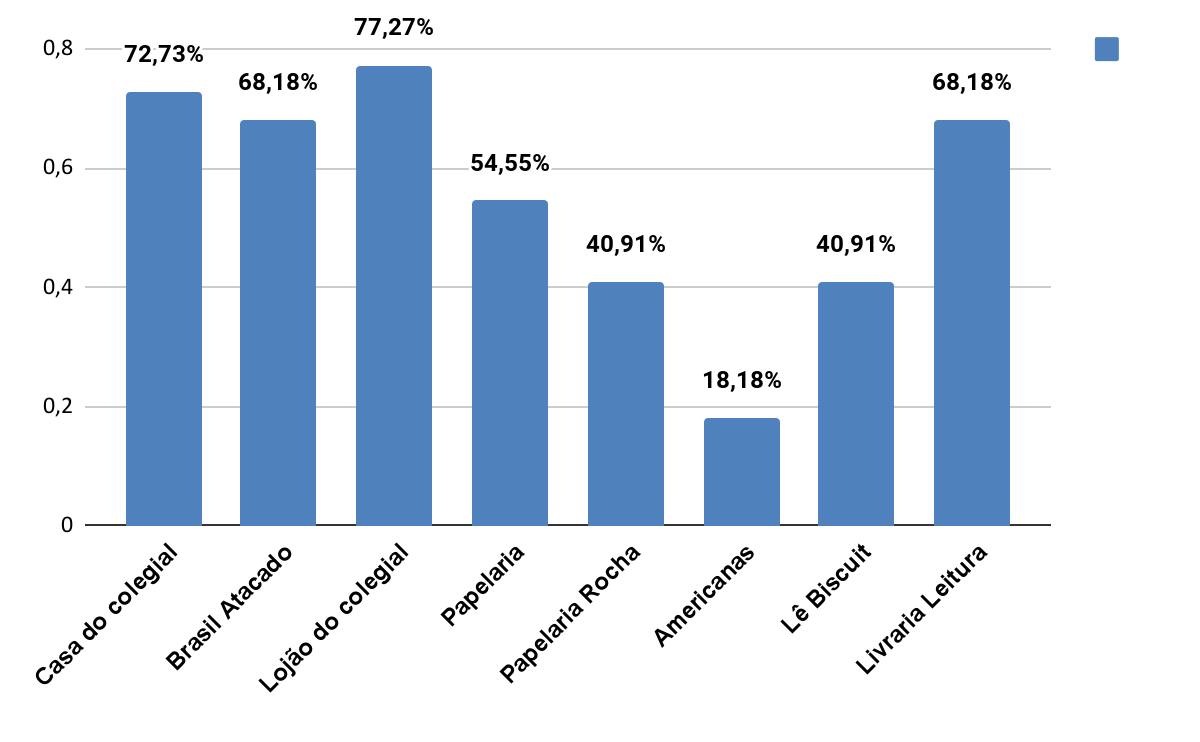 77,27%
0,8
72,73%
68,18%
68,18%
0,6
54,55%
40,91%
40,91%
0,4
18,18%
0,2
0
Casa do colegial
Brasil Atacado
Lojão do colegial
Papelaria
Papelaria Rocha
Americanas
Lê Biscuit
Livraria Leitura